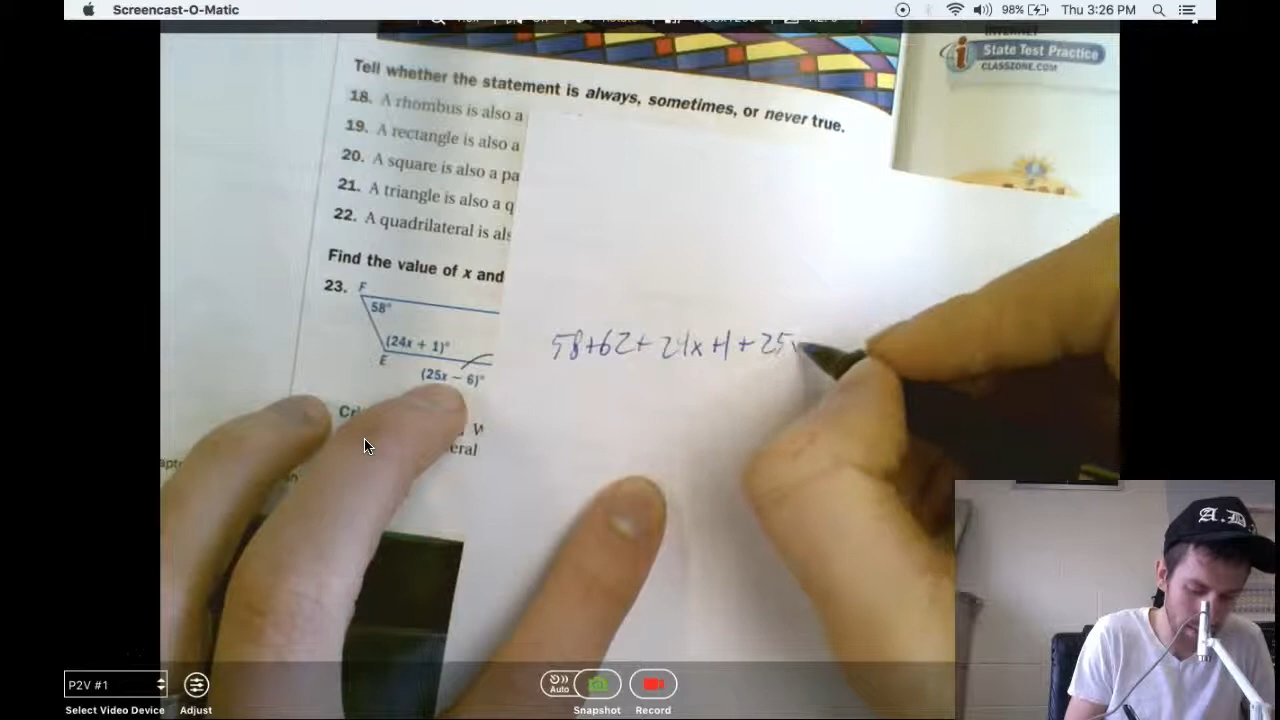 Screencast-O-Matic
98%
Thu 3:26 PM
State Test Practice
CLASSZONE.COM
Tell whether the statement is always, sometimes, or never true.
18. A rhombus is also a
19. A rectangle is also a
20. A square is also a pa
21. A triangle is also a q
22. A quadrilateral is als
Find the value of x and
23. F
58°
(24x + 1)°
E
(25x - 6)°
58+62+24x+1+25x
eral
A.D.
P2V #1
Auto
Select Video Device
Adjust
Snapshot
Record